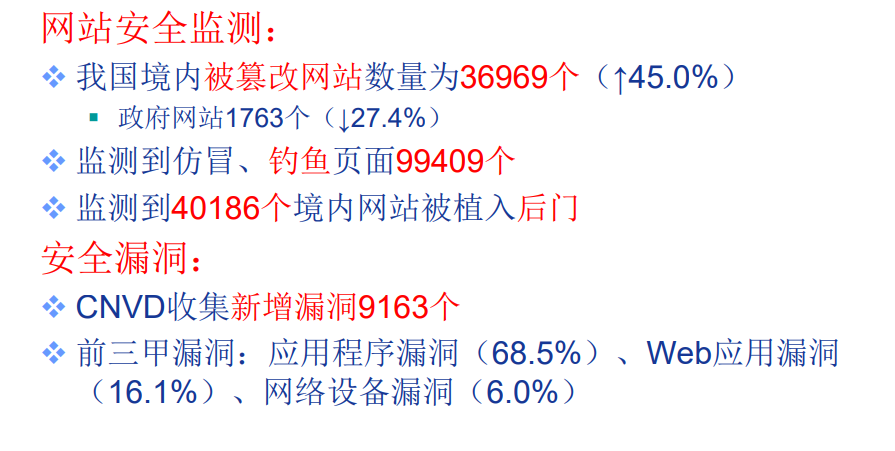 网站安全监测：
我国境内被篡改网站数量为36969个（↑45.0%）
政府网站1763个（↓27.4%）
监测到仿冒、钓鱼页面99409个
监测到40186个境内网站被植入后门
安全漏洞：
CNVD收集新增漏洞9163个
前三甲漏洞：应用程序漏洞（68.5%）、Web应用漏洞
（16.1%）、网络设备漏洞（6.0%）